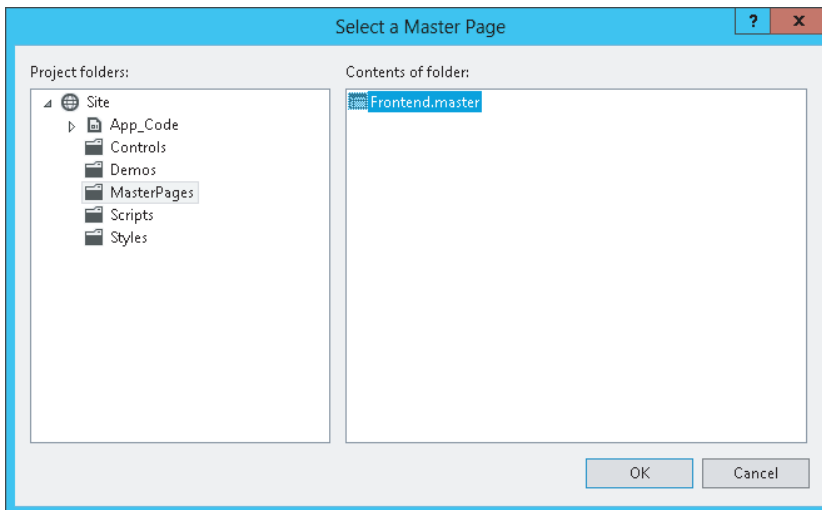 Select a Master Page
?
x
Project folders:
Contents of folder:
Site
App_Code
Controls
Demos
MasterPages
Scripts
Styles
Frontend.master
OK
Cancel